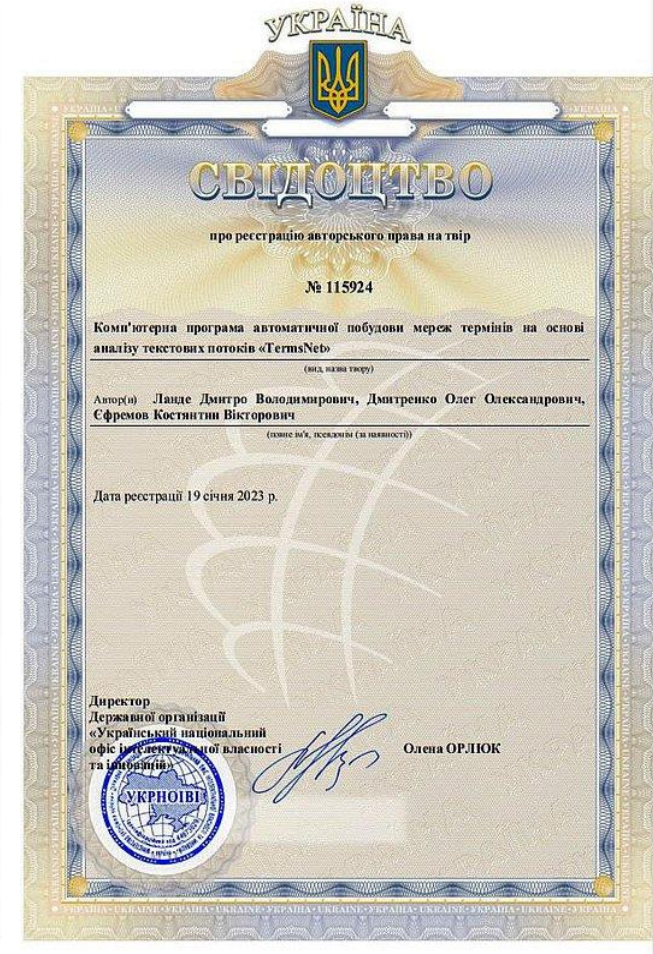 УКРАЇНА
СВІДОЦТВО
про реєстрацію авторського права на твір
№ 115924
Комп'ютерна програма автоматичної побудови мереж термінів на основі
аналізу текстових потоків «TermsNet»
(вид, назва твору)
Автор(и) Ланде Дмитро Володимирович, Дмитренко Олег Олександрович,
Єфремов Костянтин Вікторович
(повне ім'я, псевдонім (за наявності))
Дата реєстрації 19 січня 2023 р.
Директор
Державної організації
«Український національний
офіс інтелектуальної власності
та інновацій»
Олена ОРЛЮК
УКРНОІВІ